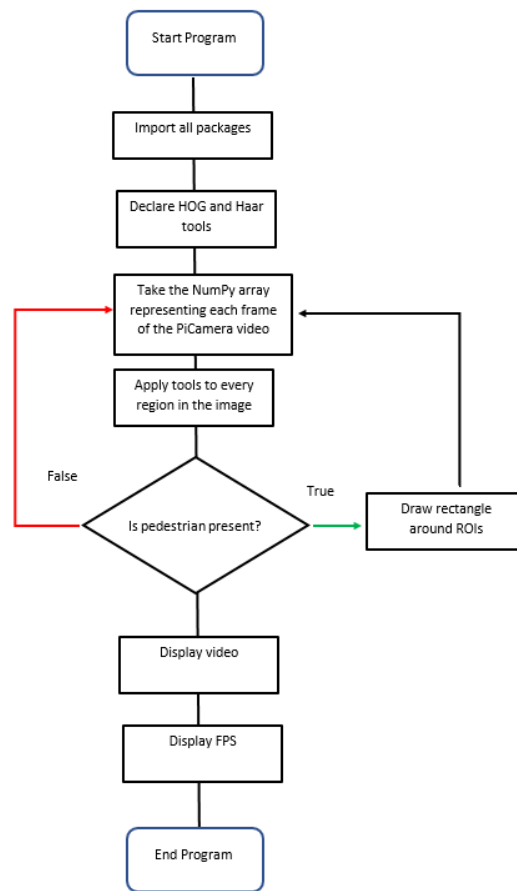 Start Program
Import all packages
Declare HOG and Haar
tools
Take the NumPy array
representing each frame
of the PiCamera video
Apply tools to every
region in the image
False
True
Is pedestrian present?
Draw rectangle
around ROIs
Display video
Display FPS
End Program